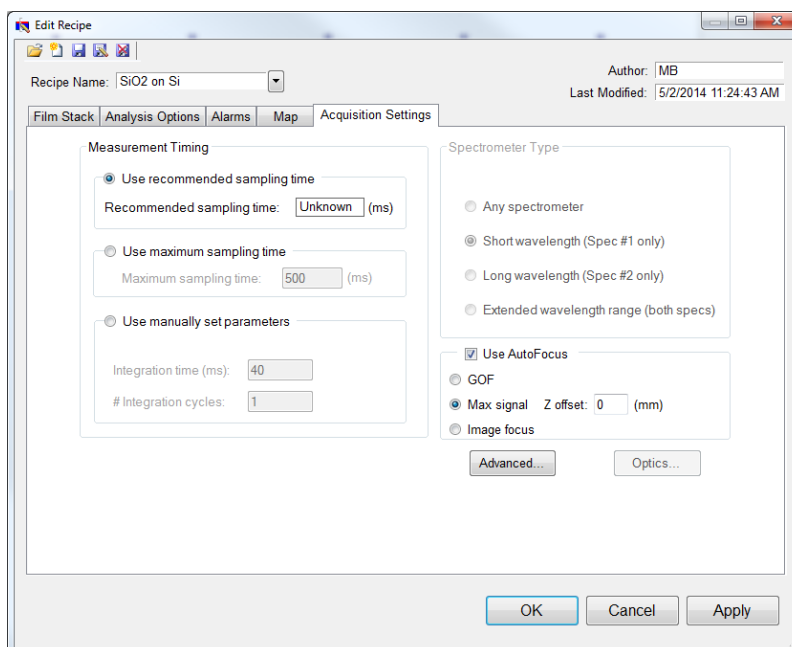 Edit Recipe
Recipe Name: SiO2 on Si
Author: MB
Last Modified: 5/2/2014 11:24:43 AM
Film Stack Analysis Options Alarms Map Acquisition Settings
Measurement Timing
Use recommended sampling time
Recommended sampling time: Unknown (ms)
Use maximum sampling time
Maximum sampling time: 500 (ms)
Use manually set parameters
Integration time (ms): 40
# Integration cycles: 1
Spectrometer Type
Any spectrometer
Short wavelength (Spec #1 only)
Long wavelength (Spec #2 only)
Extended wavelength range (both specs)
Use AutoFocus
GOF
Max signal Z offset: 0 (mm)
Image focus
Advanced... Optics...
OK Cancel Apply